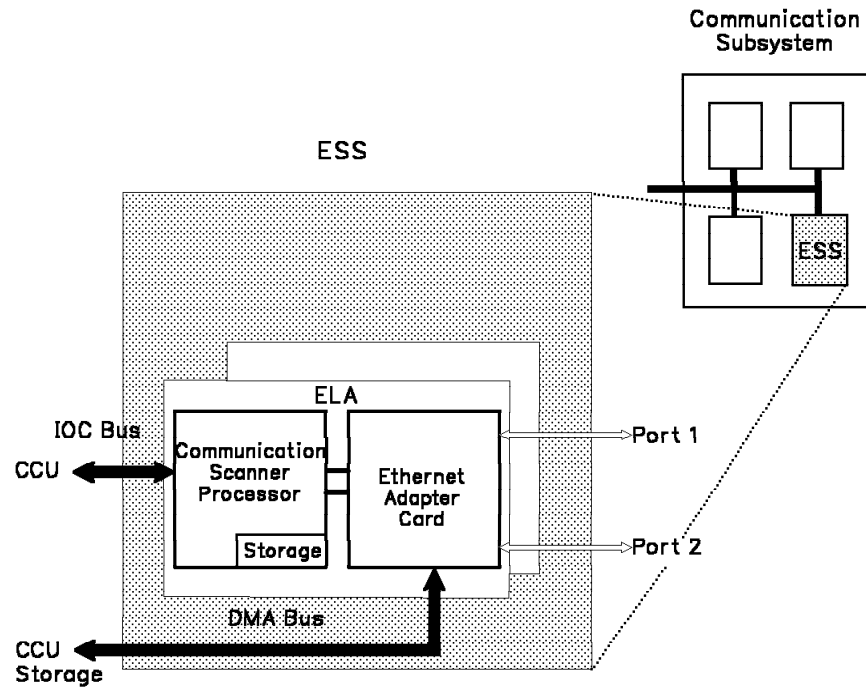 Communication
Subsystem
ESS
ESS
ELA
IOC Bus
CCU
Communication
Scanner
Processor
Storage
Ethernet
Adapter
Card
Port 1
Port 2
DMA Bus
CCU
Storage